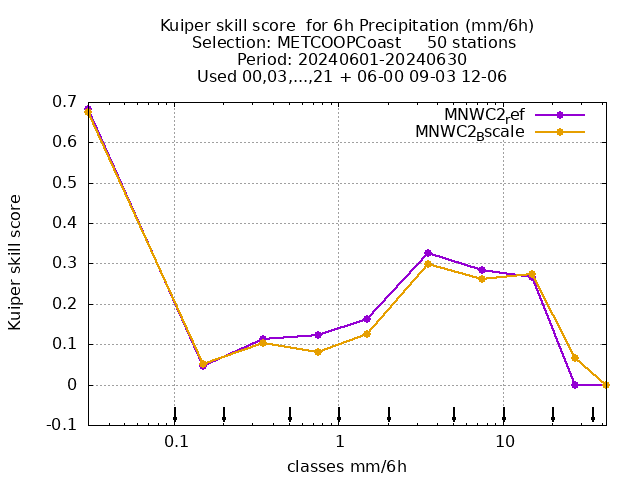 Kuiper skill score  for 6h Precipitation (mm/6h)
Selection: METCOOPCoast     50 stations
Period: 20240601-20240630
Used 00,03,...,21 + 06-00 09-03 12-06
MNWC2ref
MNWC2Bscale
0.7
0.6
0.5
0.4
0.3
0.2
0.1
0
-0.1
Kuiper skill score
0.1 1 10
classes mm/6h